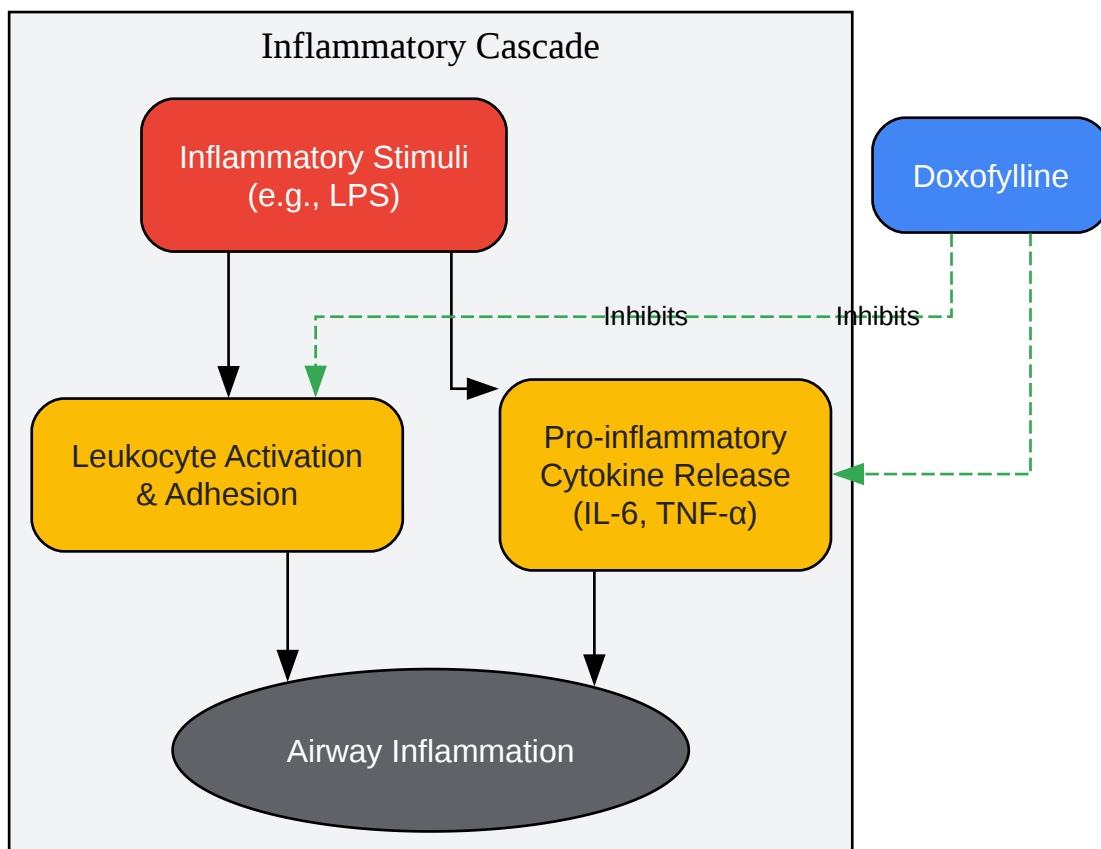 Inflammatory Cascade
Inflammatory Stimuli
(e.g., LPS)
Doxofylline
Inhibits
Inhibits
Leukocyte Activation
& Adhesion
Pro-inflammatory
Cytokine Release
(IL-6, TNF-α)
Airway Inflammation